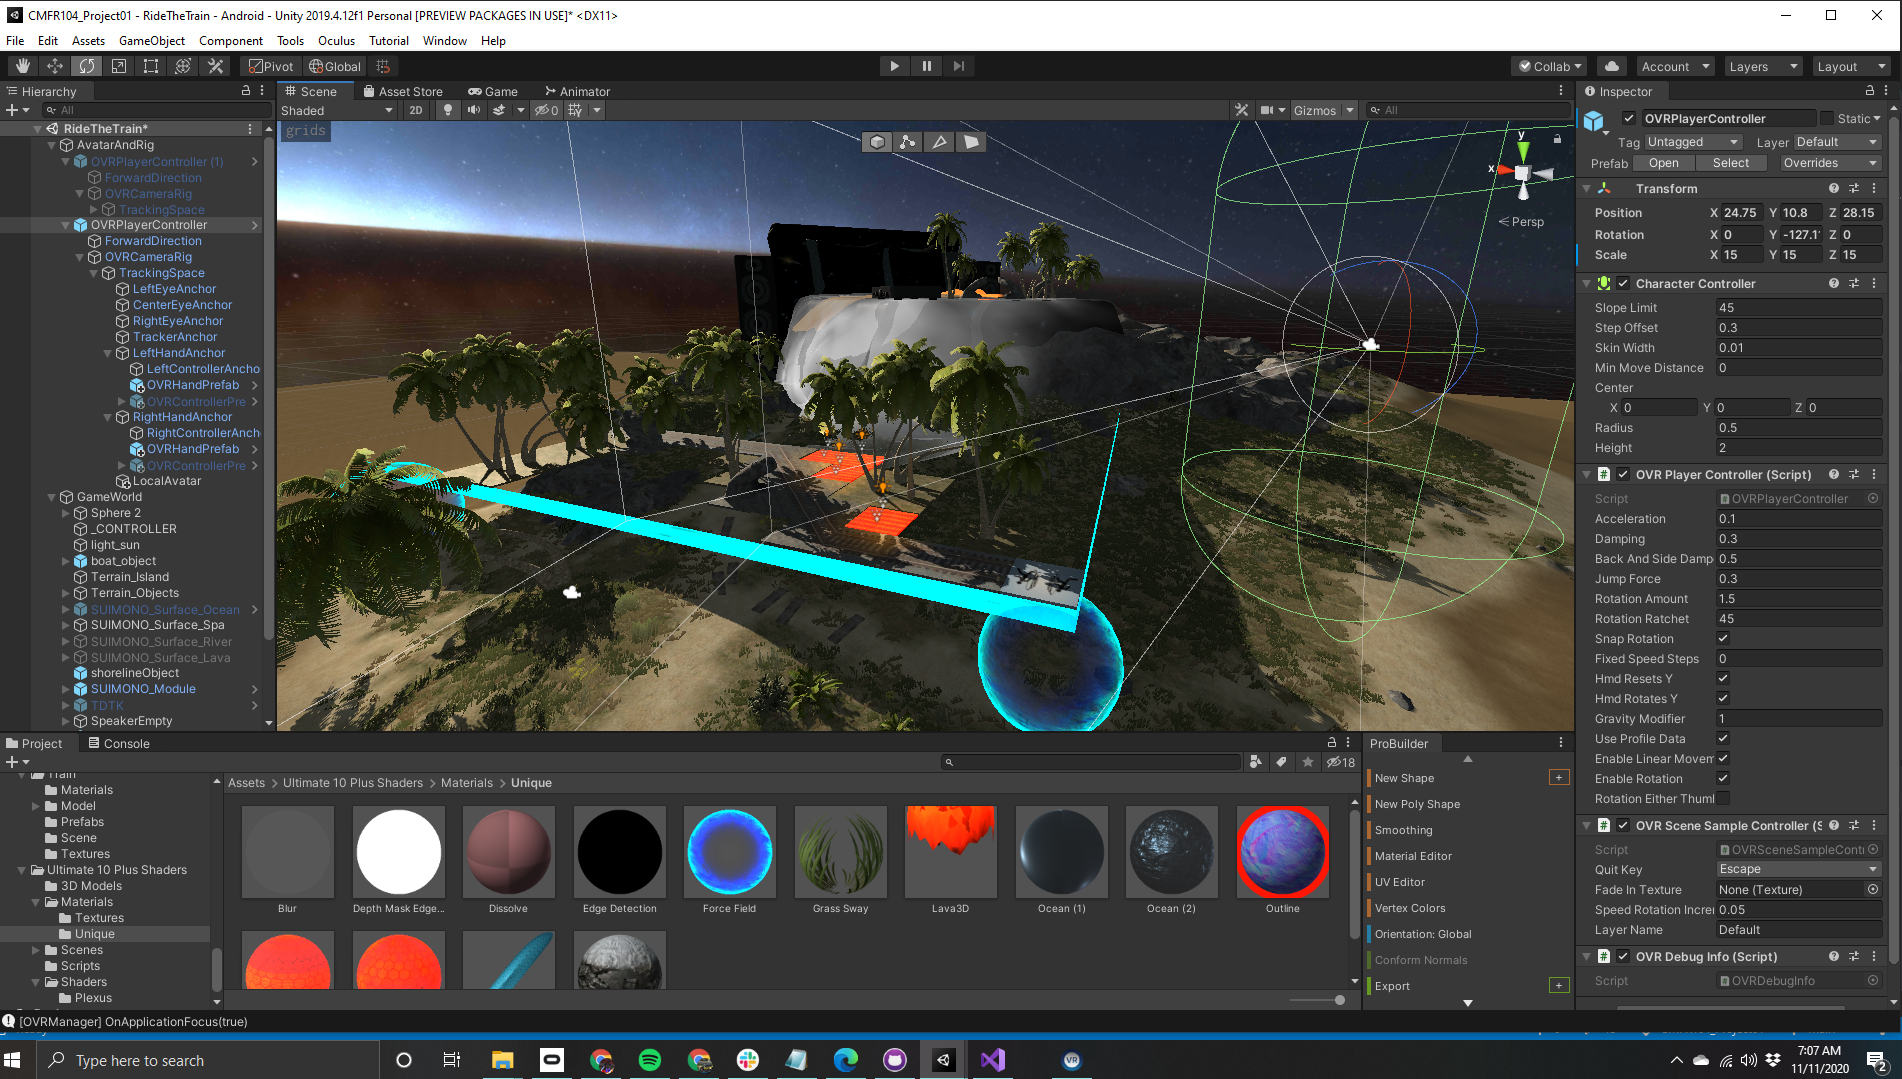 CMFR104_Project01 - RideTheTrain - Android - Unity 2019.4.12f1 Personal [PREVIEW PACKAGES IN USE]* <DX11>
File Edit Assets GameObject Component Tools Oculus Tutorial Window Help
Pivot Global Collab Account Layers Layout
Hierarchy
All
RideTheTrain*
AvatarAndRig
OVRPlayerController (1)
ForwardDirection
OVRCameraRig
TrackingSpace
OVRPlayerController
ForwardDirection
OVRCameraRig
TrackingSpace
LeftEyeAnchor
CenterEyeAnchor
RightEyeAnchor
TrackerAnchor
LeftHandAnchor
LeftControllerAncho
OVRHandPrefab
OVRControllerPre
RightHandAnchor
RightControllerAnch
OVRHandPrefab
OVRControllerPre
LocalAvatar
GameWorld
Sphere 2
_CONTROLLER
light_sun
boat_object
Terrain_Island
Terrain_Objects
SUIMONO_Surface_Ocean
SUIMONO_Surface_Spa
SUIMONO_Surface_River
SUIMONO_Surface_Lava
shorelineObject
SUIMONO_Module
TDTK
SpeakerEmpty
Scene Asset Store Game Animator
Shaded 2D 0 Gizmos All
grids
y
x
Persp
Inspector
OVRPlayerController Static
Tag Untagged Layer Default
Prefab Open Select Overrides
Transform
Position X 24.75 Y 10.8 Z 28.15
Rotation X 0 Y -127.1 Z 0
Scale X 15 Y 15 Z 15
Character Controller
Slope Limit 45
Step Offset 0.3
Skin Width 0.01
Min Move Distance 0
Center
X 0 Y 0 Z 0
Radius 0.5
Height 2
OVR Player Controller (Script)
Script OVRPlayerController
Acceleration 0.1
Damping 0.3
Back And Side Damp 0.5
Jump Force 0.3
Rotation Amount 1.5
Rotation Ratchet 45
Snap Rotation
Fixed Speed Steps 0
Hmd Resets Y
Hmd Rotates Y
Gravity Modifier 1
Use Profile Data
Enable Linear Movem
Enable Rotation
Rotation Either Thuml
OVR Scene Sample Controller (S
Script OVRSceneSampleContr
Quit Key Escape
Fade In Texture None (Texture)
Speed Rotation Increr 0.05
Layer Name Default
OVR Debug Info (Script)
Script OVRDebugInfo
Project Console
18
Train
Materials
Model
Prefabs
Scene
Textures
Ultimate 10 Plus Shaders
3D Models
Materials
Textures
Unique
Scenes
Scripts
Shaders
Plexus
Assets > Ultimate 10 Plus Shaders > Materials > Unique
Blur Depth Mask Edge... Dissolve Edge Detection Force Field Grass Sway Lava3D Ocean (1) Ocean (2) Outline
ProBuilder
New Shape +
New Poly Shape
Smoothing
Material Editor
UV Editor
Vertex Colors
Orientation: Global
Conform Normals
Export +
[OVRManager] OnApplicationFocus(true)
Type here to search
VR
7:07 AM
11/11/2020
2